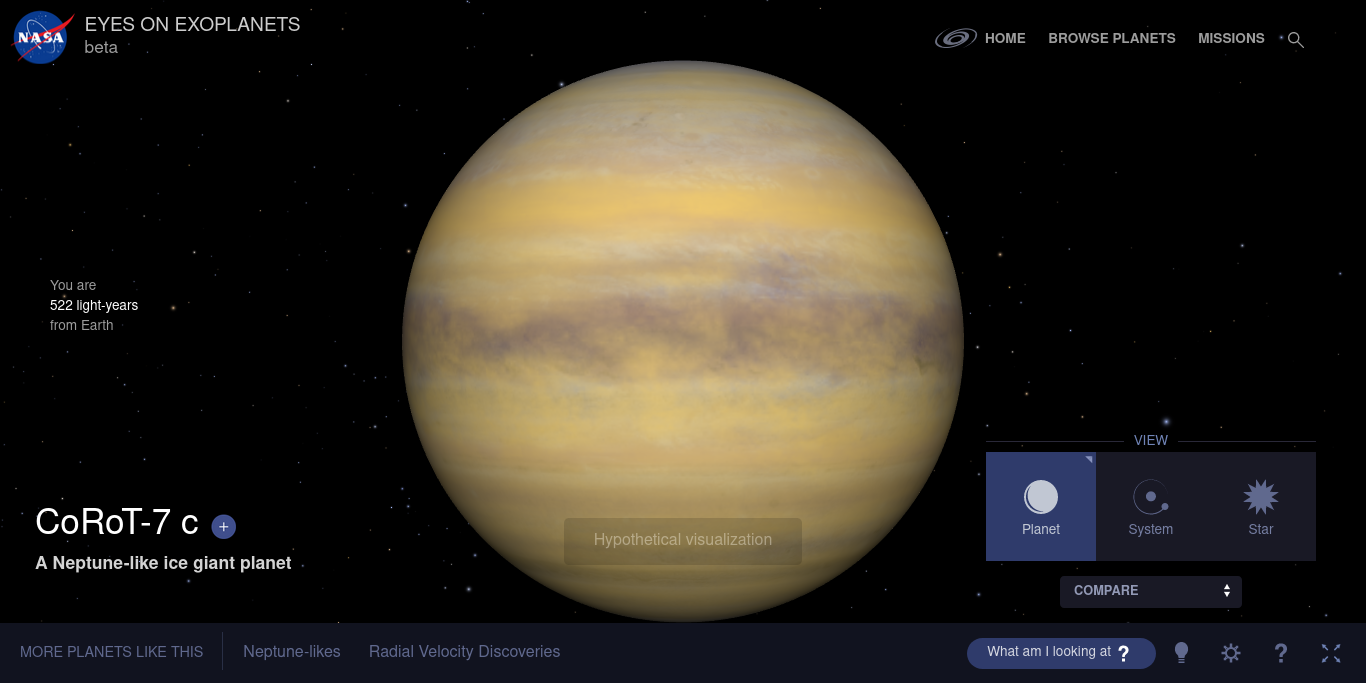 NASA
EYES ON EXOPLANETS
beta
HOME
BROWSE PLANETS
MISSIONS
You are
522 light-years
from Earth
VIEW
Planet
System
Star
CoRoT-7 c +
A Neptune-like ice giant planet
Hypothetical visualization
COMPARE
MORE PLANETS LIKE THIS
Neptune-likes
Radial Velocity Discoveries
What am I looking at ?
?